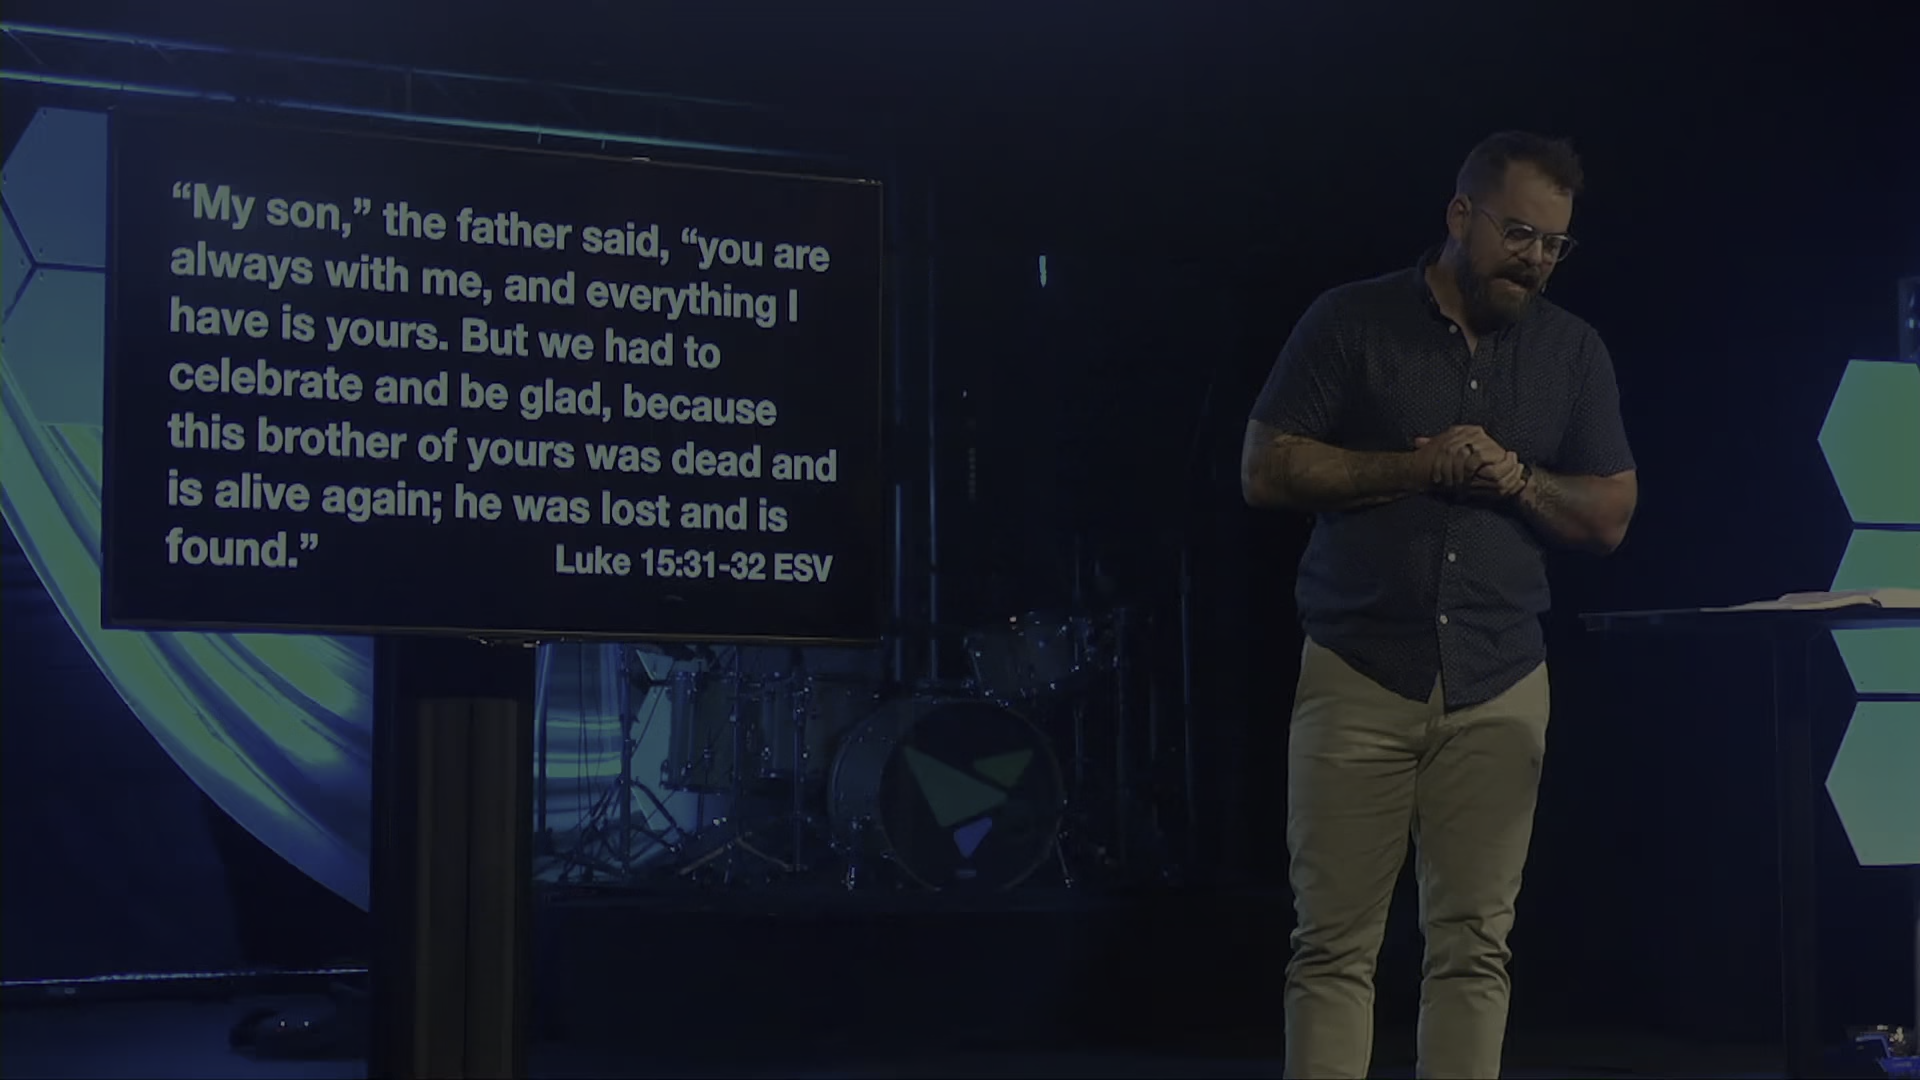 “My son,” the father said, “you are
always with me, and everything I
have is yours. But we had to
celebrate and be glad, because
this brother of yours was dead and
is alive again; he was lost and is
found.”
Luke 15:31-32 ESV